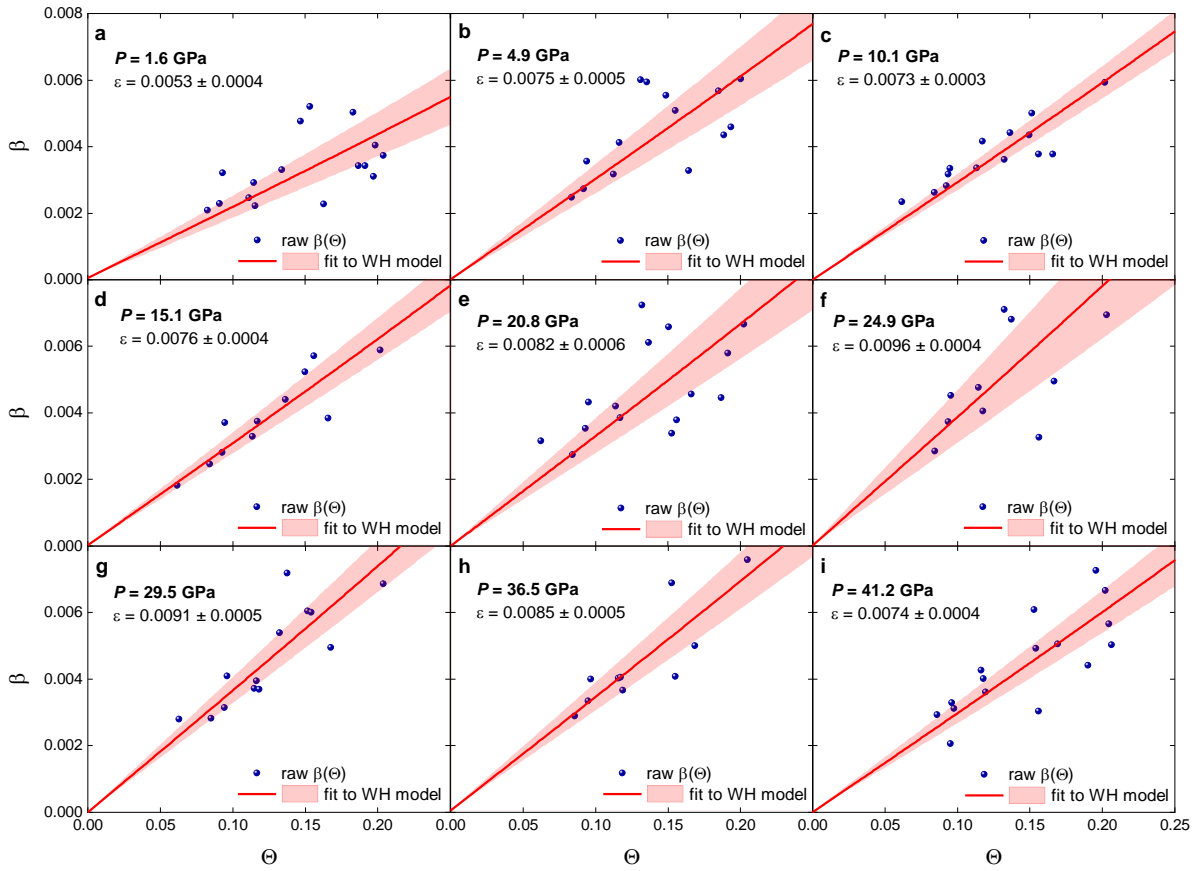 0.008
a
P = 1.6 GPa
ε = 0.0053 ± 0.0004
0.006
β
0.004
0.002
raw β(Θ)
fit to WH model
0.000
b
P = 4.9 GPa
ε = 0.0075 ± 0.0005
raw β(Θ)
fit to WH model
c
P = 10.1 GPa
ε = 0.0073 ± 0.0003
raw β(Θ)
fit to WH model
d
P = 15.1 GPa
ε = 0.0076 ± 0.0004
0.006
β
0.004
0.002
raw β(Θ)
fit to WH model
0.000
e
P = 20.8 GPa
ε = 0.0082 ± 0.0006
raw β(Θ)
fit to WH model
f
P = 24.9 GPa
ε = 0.0096 ± 0.0004
raw β(Θ)
fit to WH model
g
P = 29.5 GPa
ε = 0.0091 ± 0.0005
0.006
β
0.004
0.002
raw β(Θ)
fit to WH model
0.000
0.00 0.05 0.10 0.15 0.20
Θ
h
P = 36.5 GPa
ε = 0.0085 ± 0.0005
raw β(Θ)
fit to WH model
0.00 0.05 0.10 0.15 0.20
Θ
i
P = 41.2 GPa
ε = 0.0074 ± 0.0004
raw β(Θ)
fit to WH model
0.00 0.05 0.10 0.15 0.20 0.25
Θ